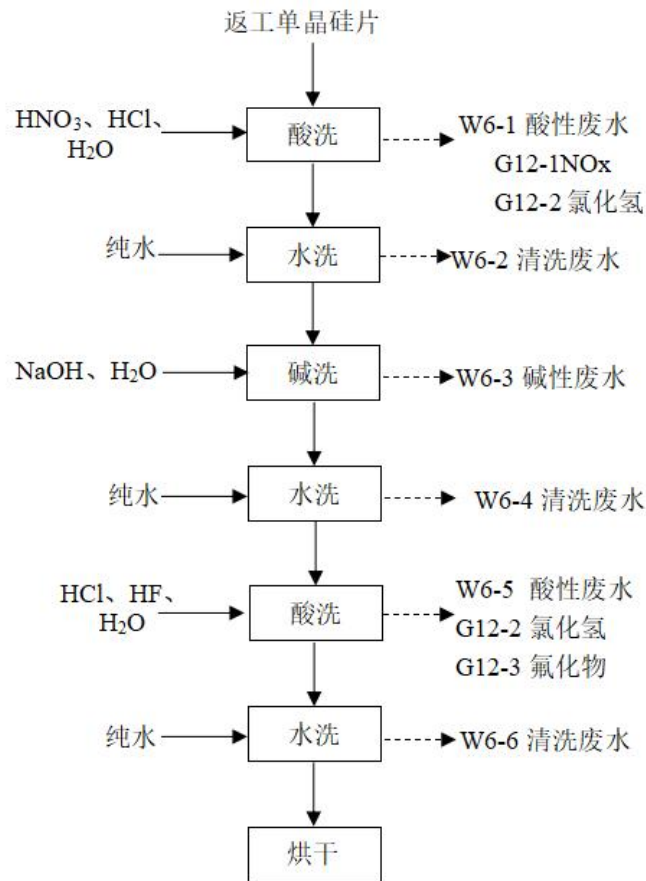 返工单晶硅片
HNO₃、HCl、
H₂O
酸洗
W6-1 酸性废水
G12-1NOx
G12-2 氯化氢
纯水
水洗
W6-2 清洗废水
NaOH、H₂O
碱洗
W6-3 碱性废水
纯水
水洗
W6-4 清洗废水
HCl、HF、
H₂O
酸洗
W6-5 酸性废水
G12-2 氯化氢
G12-3 氟化物
纯水
水洗
W6-6 清洗废水
烘干